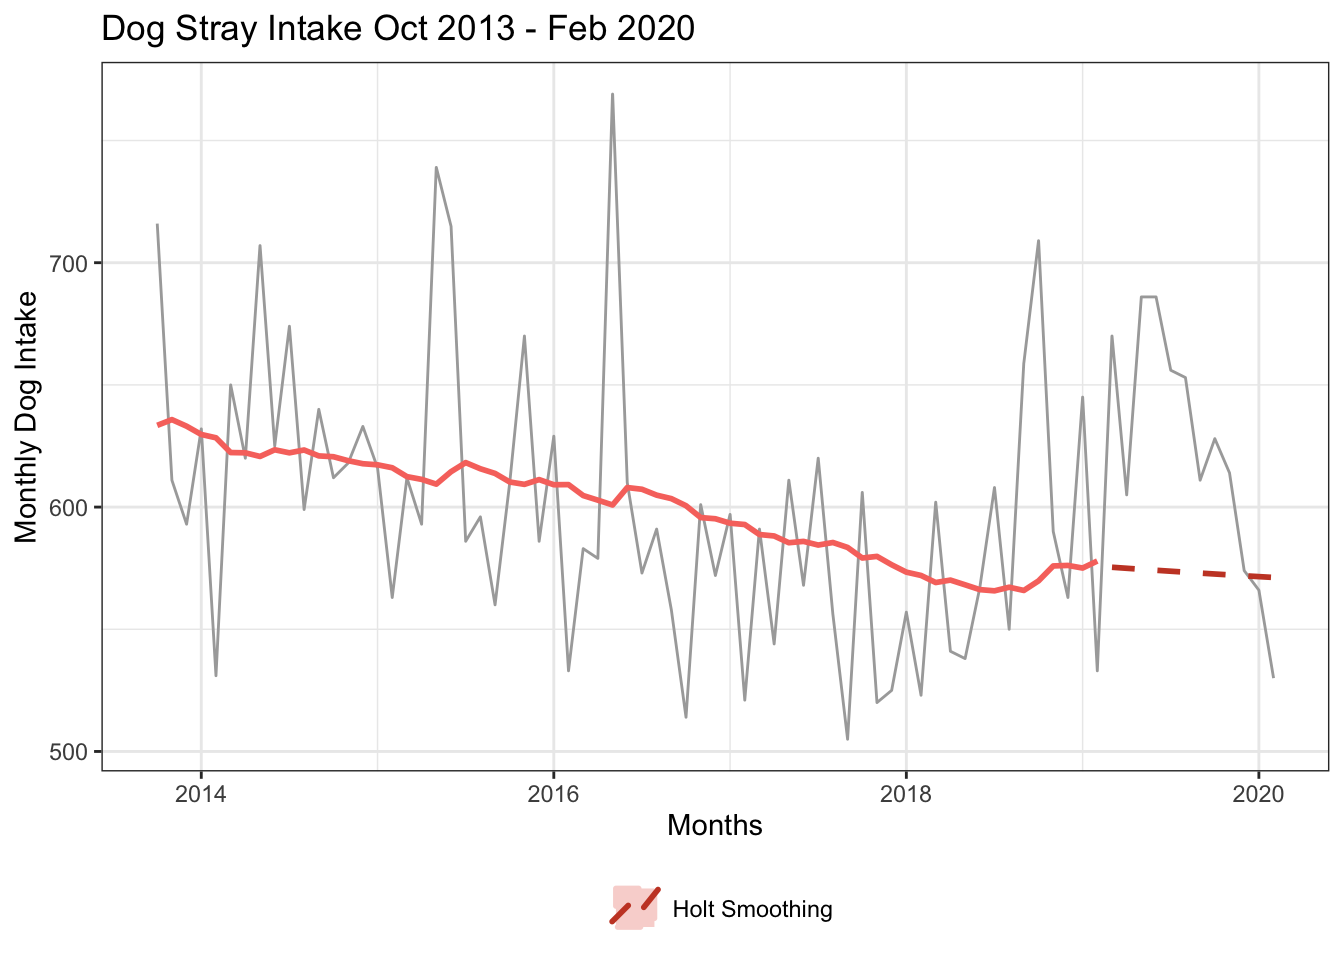 Dog Stray Intake Oct 2013 - Feb 2020
Monthly Dog Intake
700
600
500
2014 2016 2018 2020
Months
Holt Smoothing